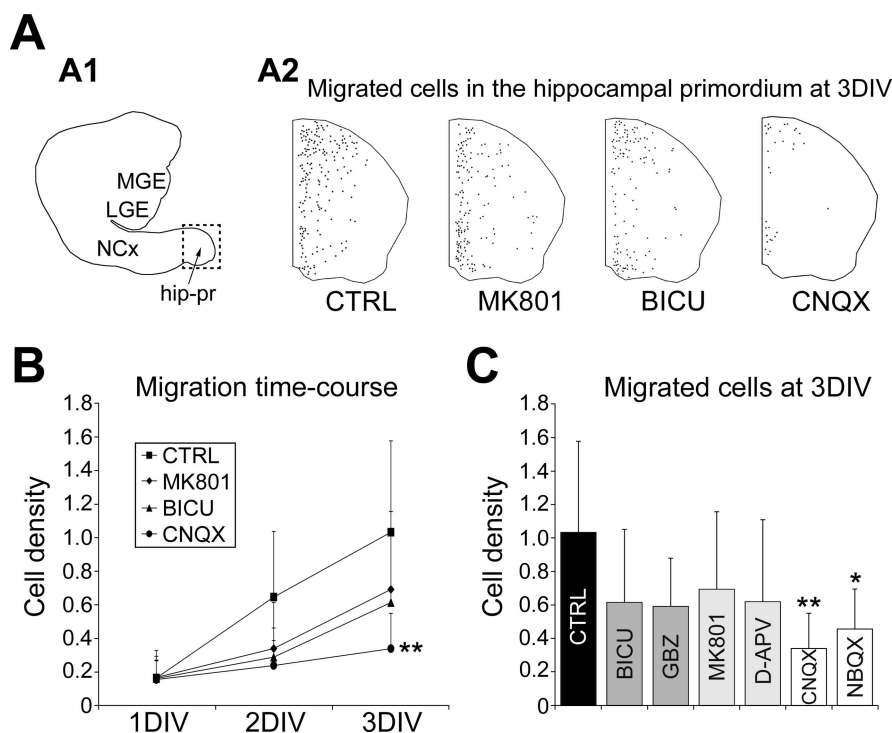 A
A1
A2
Migrated cells in the hippocampal primordium at 3DIV
MGE
LGE
NCx
hip-pr
CTRL
MK801
BICU
CNQX
B
Migration time-course
Cell density
1.8
1.6
1.4
1.2
1.0
0.8
0.6
0.4
0.2
0
CTRL
MK801
BICU
CNQX
**
1DIV
2DIV
3DIV
C
Migrated cells at 3DIV
Cell density
1.8
1.6
1.4
1.2
1.0
0.8
0.6
0.4
0.2
0
CTRL
BICU
GBZ
MK801
D-APV
CNQX
NBQX
**
*